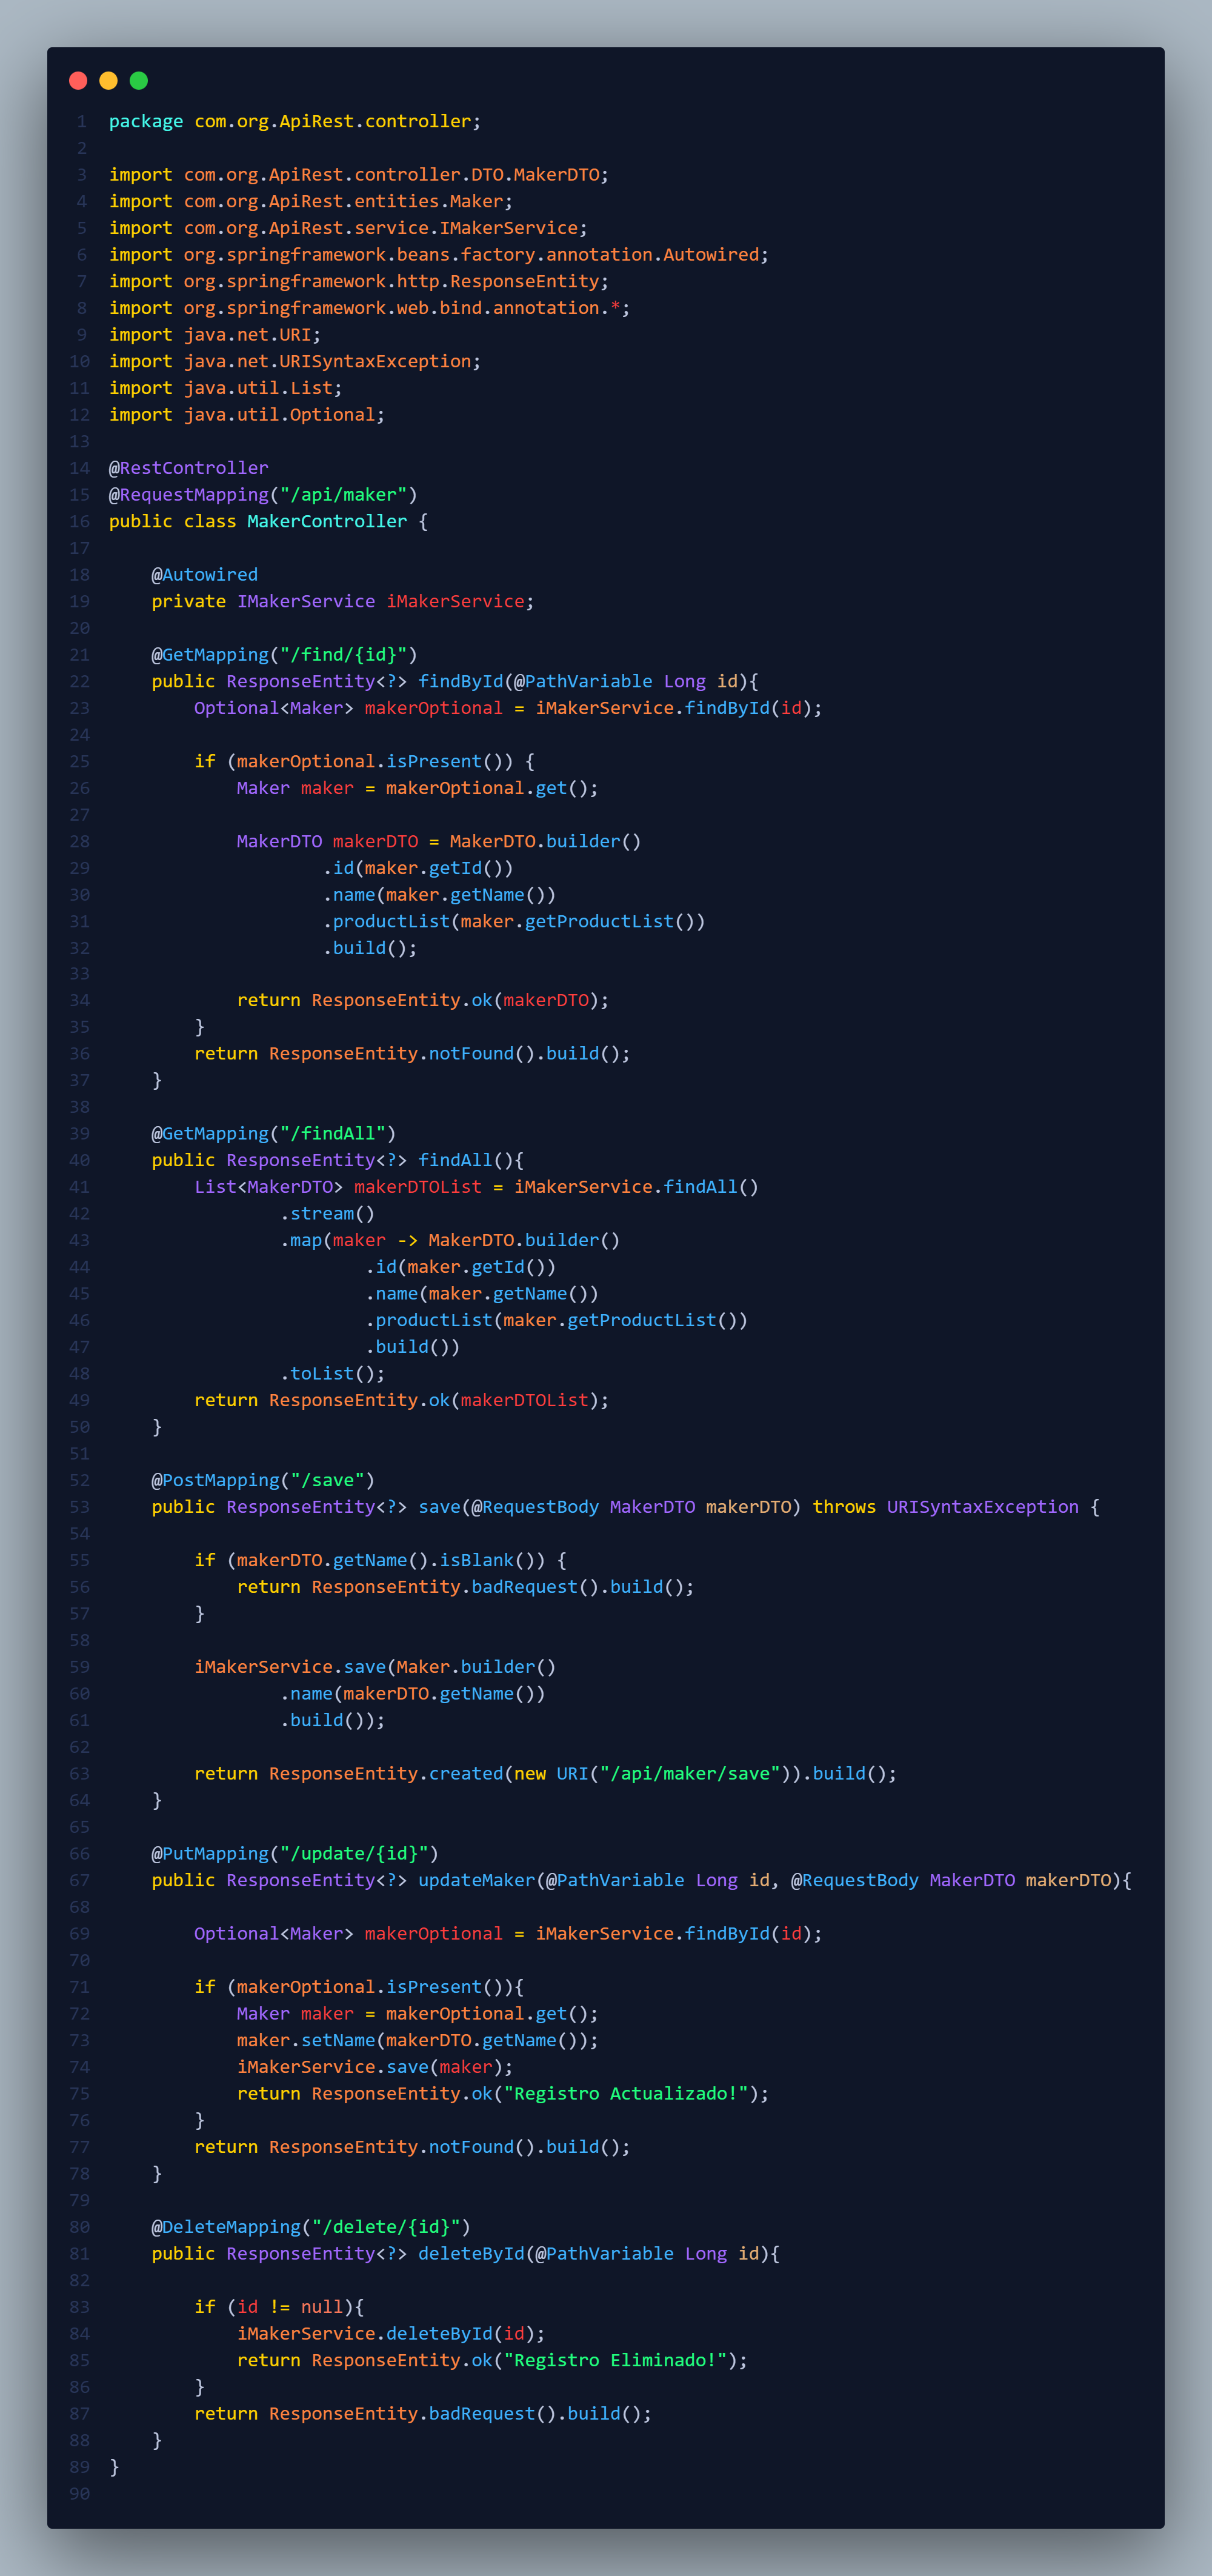 1 package com.org.ApiRest.controller;
2
3 import com.org.ApiRest.controller.DTO.MakerDTO;
4 import com.org.ApiRest.entities.Maker;
5 import com.org.ApiRest.service.IMakerService;
6 import org.springframework.beans.factory.annotation.Autowired;
7 import org.springframework.http.ResponseEntity;
8 import org.springframework.web.bind.annotation.*;
9 import java.net.URI;
10 import java.net.URISyntaxException;
11 import java.util.List;
12 import java.util.Optional;
13
14 @RestController
15 @RequestMapping("/api/maker")
16 public class MakerController {
17
18     @Autowired
19     private IMakerService iMakerService;
20
21     @GetMapping("/find/{id}")
22     public ResponseEntity<?> findById(@PathVariable Long id){
23         Optional<Maker> makerOptional = iMakerService.findById(id);
24
25         if (makerOptional.isPresent()) {
26             Maker maker = makerOptional.get();
27
28             MakerDTO makerDTO = MakerDTO.builder()
29                     .id(maker.getId())
30                     .name(maker.getName())
31                     .productList(maker.getProductList())
32                     .build();
33
34             return ResponseEntity.ok(makerDTO);
35         }
36         return ResponseEntity.notFound().build();
37     }
38
39     @GetMapping("/findAll")
40     public ResponseEntity<?> findAll(){
41         List<MakerDTO> makerDTOList = iMakerService.findAll()
42                 .stream()
43                 .map(maker -> MakerDTO.builder()
44                         .id(maker.getId())
45                         .name(maker.getName())
46                         .productList(maker.getProductList())
47                         .build())
48                 .toList();
49         return ResponseEntity.ok(makerDTOList);
50     }
51
52     @PostMapping("/save")
53     public ResponseEntity<?> save(@RequestBody MakerDTO makerDTO) throws URISyntaxException {
54
55         if (makerDTO.getName().isBlank()) {
56             return ResponseEntity.badRequest().build();
57         }
58
59         iMakerService.save(Maker.builder()
60                 .name(makerDTO.getName())
61                 .build());
62
63         return ResponseEntity.created(new URI("/api/maker/save")).build();
64     }
65
66     @PutMapping("/update/{id}")
67     public ResponseEntity<?> updateMaker(@PathVariable Long id, @RequestBody MakerDTO makerDTO){
68
69         Optional<Maker> makerOptional = iMakerService.findById(id);
70
71         if (makerOptional.isPresent()){
72             Maker maker = makerOptional.get();
73             maker.setName(makerDTO.getName());
74             iMakerService.save(maker);
75             return ResponseEntity.ok("Registro Actualizado!");
76         }
77         return ResponseEntity.notFound().build();
78     }
79
80     @DeleteMapping("/delete/{id}")
81     public ResponseEntity<?> deleteById(@PathVariable Long id){
82
83         if (id != null){
84             iMakerService.deleteById(id);
85             return ResponseEntity.ok("Registro Eliminado!");
86         }
87         return ResponseEntity.badRequest().build();
88     }
89 }
90